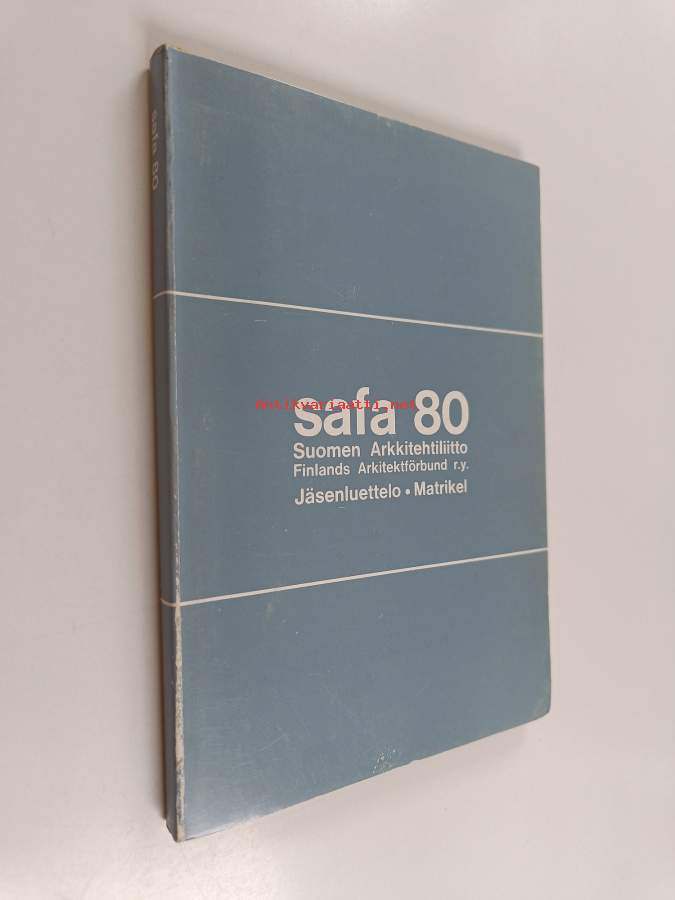 safa 80
safa 80
antikvariaatti.net
Suomen Arkkitehtiliitto
Finlands Arkitektförbund r.y.
Jäsenluettelo • Matrikel